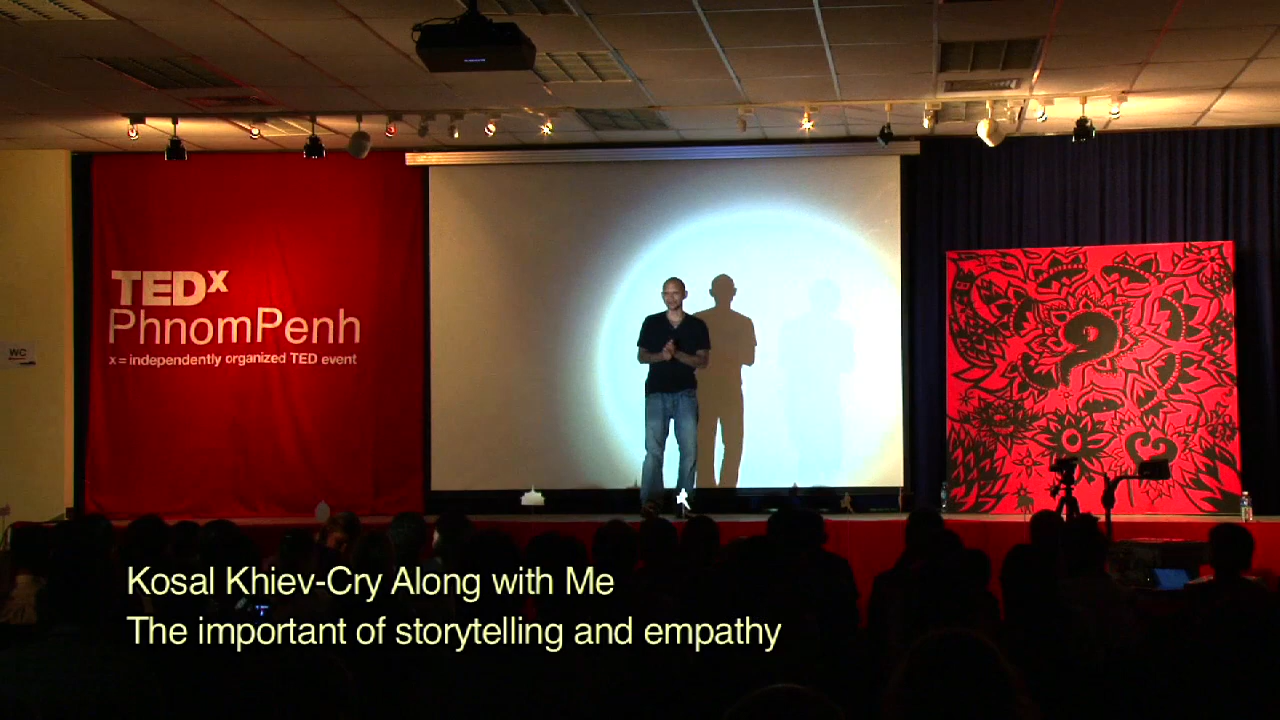 TEDx
PhnomPenh
x = independently organized TED event
WC
Kosal Khiev-Cry Along with Me
The important of storytelling and empathy